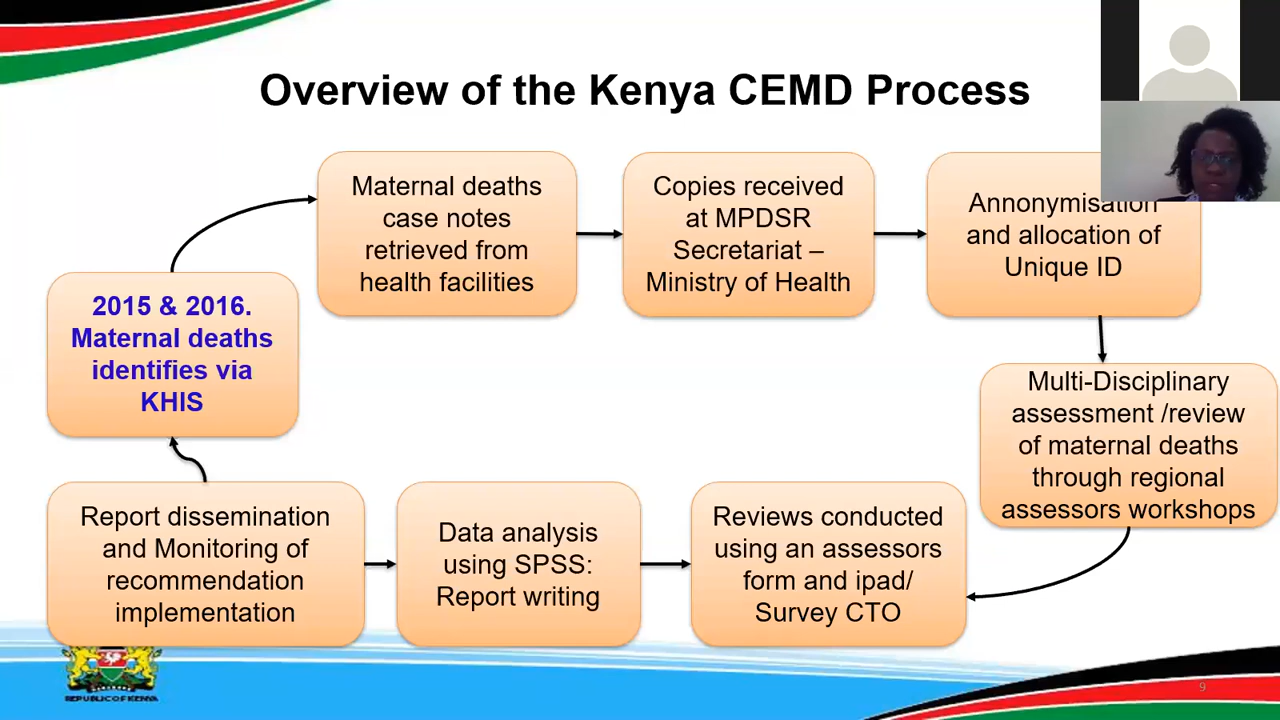 Overview of the Kenya CEMD Process
Maternal deaths
case notes
retrieved from
health facilities
Copies received
at MPDSR
Secretariat –
Ministry of Health
Annonymisation
and allocation of
Unique ID
2015 & 2016.
Maternal deaths
identifies via
KHIS
Multi-Disciplinary
assessment /review
of maternal deaths
through regional
assessors workshops
Report dissemination
and Monitoring of
recommendation
implementation
Data analysis
using SPSS:
Report writing
Reviews conducted
using an assessors
form and ipad/
Survey CTO
REPUBLIC OF KENYA
9